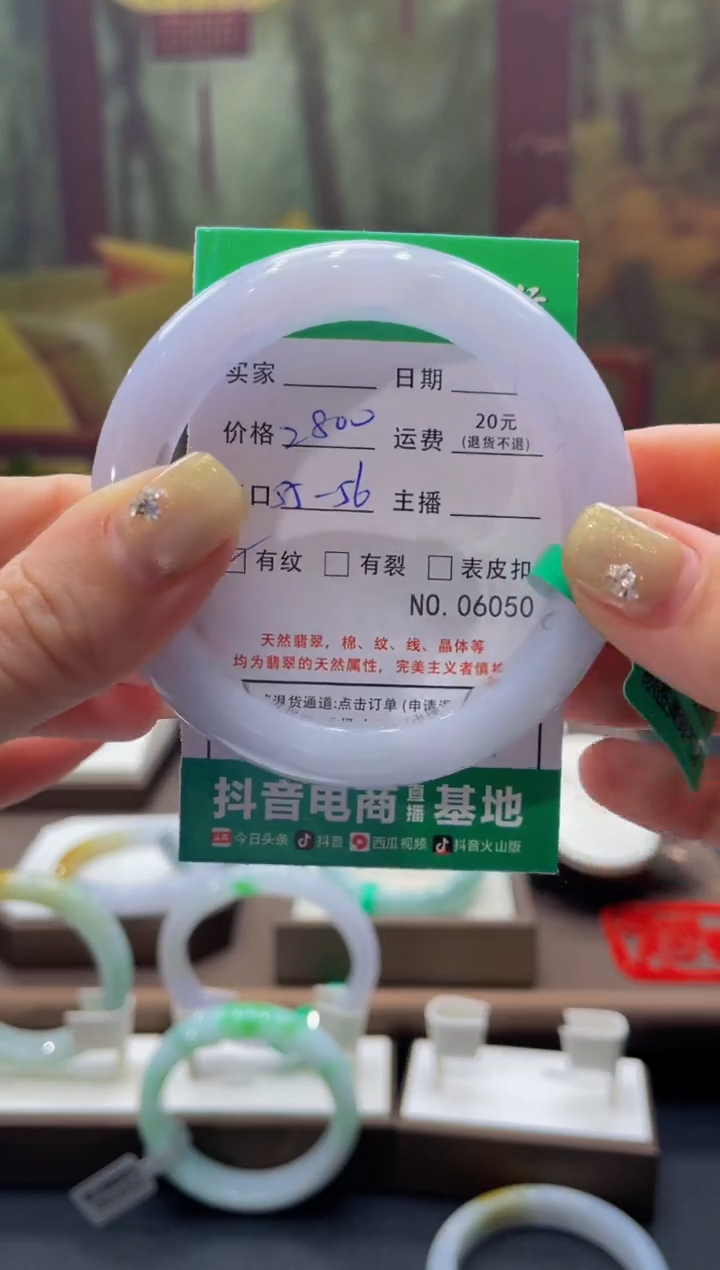 买家 日期
价格 2800 运费 20元
(退货不退)
口 55-56 主播
有纹 有裂 表皮扣
NO. 06050
天然翡翠，棉、纹、线、晶体等
均为翡翠的天然属性，完美主义者慎
退货通道:点击订单 (申请
抖音电商直播基地
头条 今日头条 抖音 西瓜视频 抖音火山版